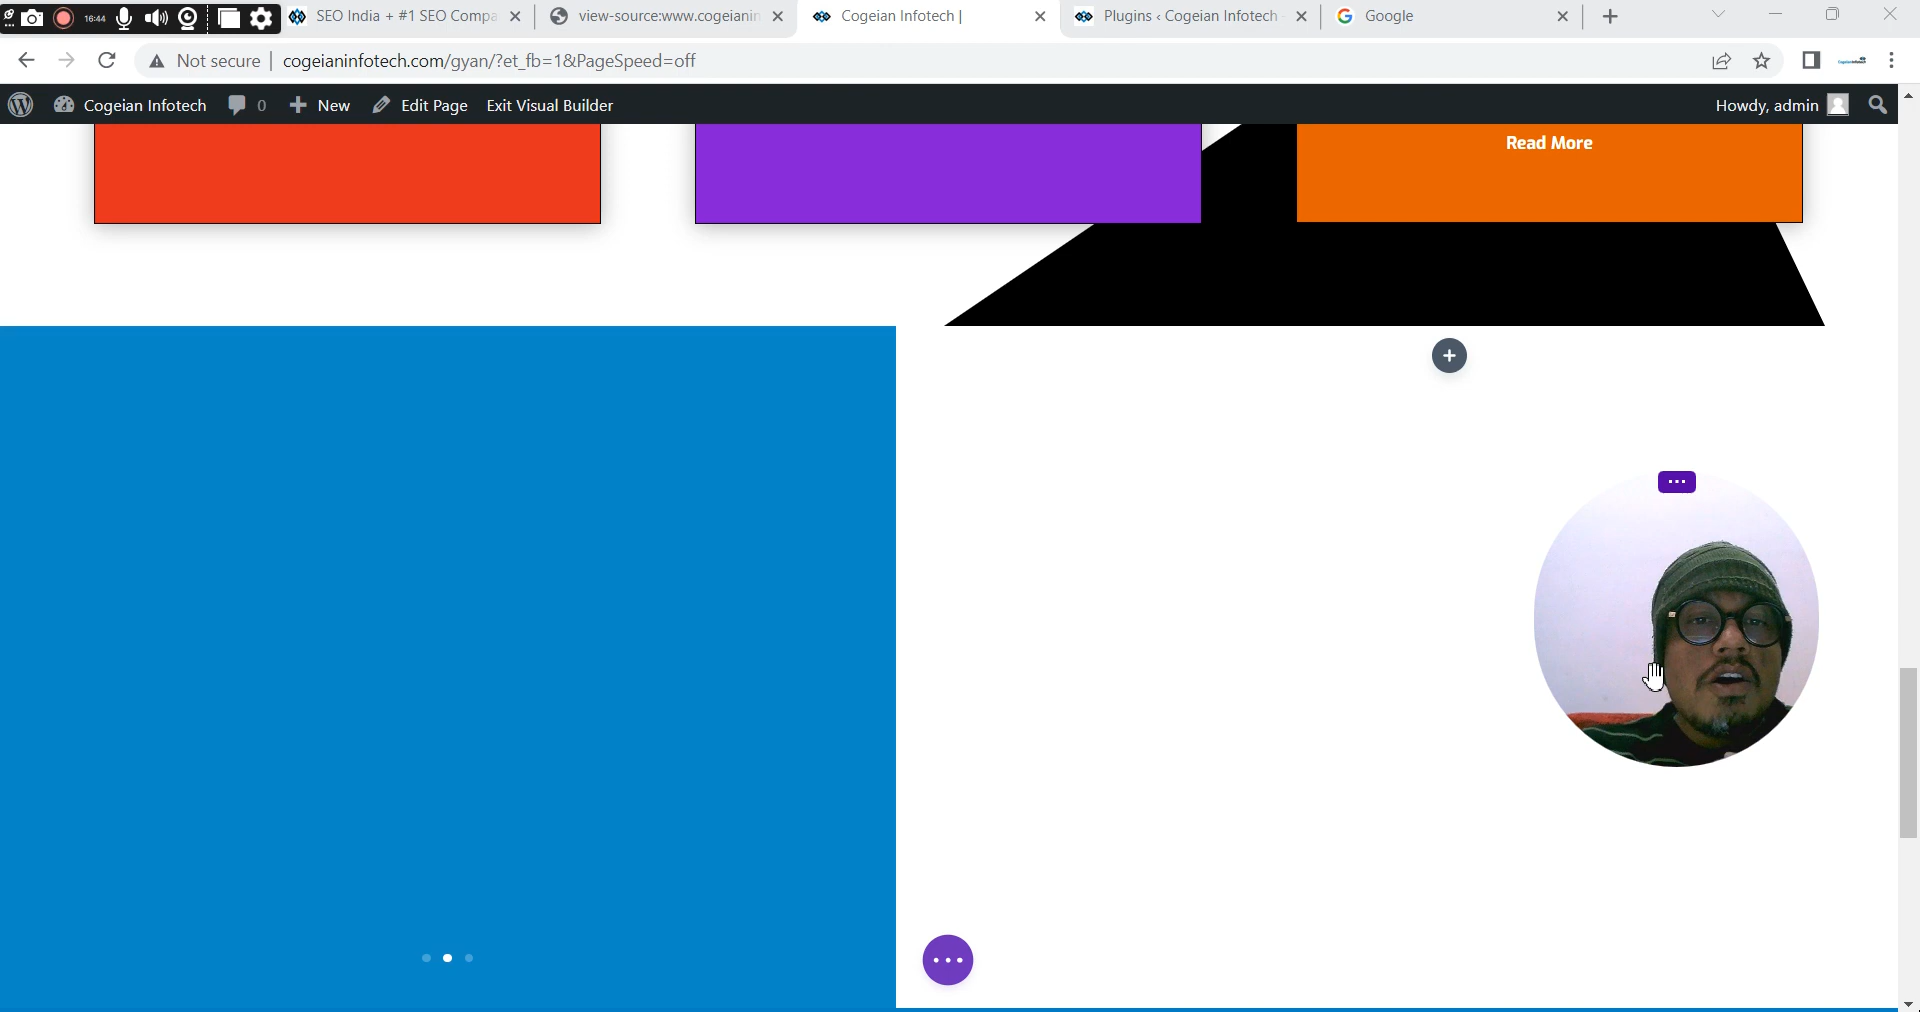 16:44
SEO India + #1 SEO Compa
view-source:www.cogeianin
Cogeian Infotech |
Plugins ‹ Cogeian Infotech
Google
Not secure
cogeianinfotech.com/gyan/?et_fb=1&PageSpeed=off
Cogeian Infotech
0
New
Edit Page
Exit Visual Builder
Howdy, admin
Read More